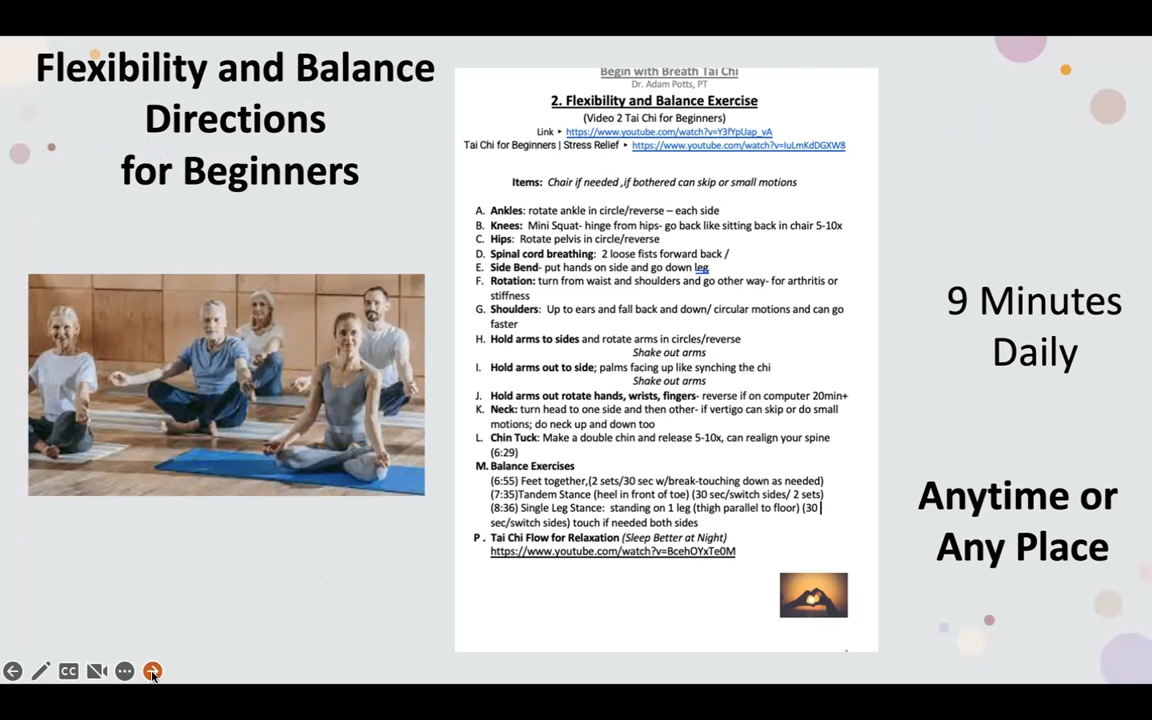 Flexibility and Balance
Directions
for Beginners
Begin with Breath Tai Chi
Dr. Adam Potts, PT
2. Flexibility and Balance Exercise
(Video 2 Tai Chi for Beginners)
Link ▸ https://www.youtube.com/watch?v=Y3fYpUap_vA
Tai Chi for Beginners | Stress Relief ▸ https://www.youtube.com/watch?v=IuLmKdDGXW8
Items: Chair if needed ,if bothered can skip or small motions
A. Ankles: rotate ankle in circle/reverse – each side
B. Knees: Mini Squat- hinge from hips- go back like sitting back in chair 5-10x
C. Hips: Rotate pelvis in circle/reverse
D. Spinal cord breathing: 2 loose fists forward back /
E. Side Bend- put hands on side and go down leg
F. Rotation: turn from waist and shoulders and go other way- for arthritis or
stiffness
G. Shoulders: Up to ears and fall back and down/ circular motions and can go
faster
H. Hold arms to sides and rotate arms in circles/reverse
Shake out arms
I. Hold arms out to side; palms facing up like synching the chi
Shake out arms
J. Hold arms out rotate hands, wrists, fingers- reverse if on computer 20min+
K. Neck: turn head to one side and then other- if vertigo can skip or do small
motions; do neck up and down too
L. Chin Tuck: Make a double chin and release 5-10x, can realign your spine
(6:29)
M. Balance Exercises
(6:55) Feet together,(2 sets/30 sec w/break-touching down as needed)
(7:35)Tandem Stance (heel in front of toe) (30 sec/switch sides/ 2 sets)
(8:36) Single Leg Stance: standing on 1 leg (thigh parallel to floor) (30
sec/switch sides) touch if needed both sides
P . Tai Chi Flow for Relaxation (Sleep Better at Night)
https://www.youtube.com/watch?v=BcehOYxTe0M
9 Minutes
Daily
Anytime or
Any Place
CC